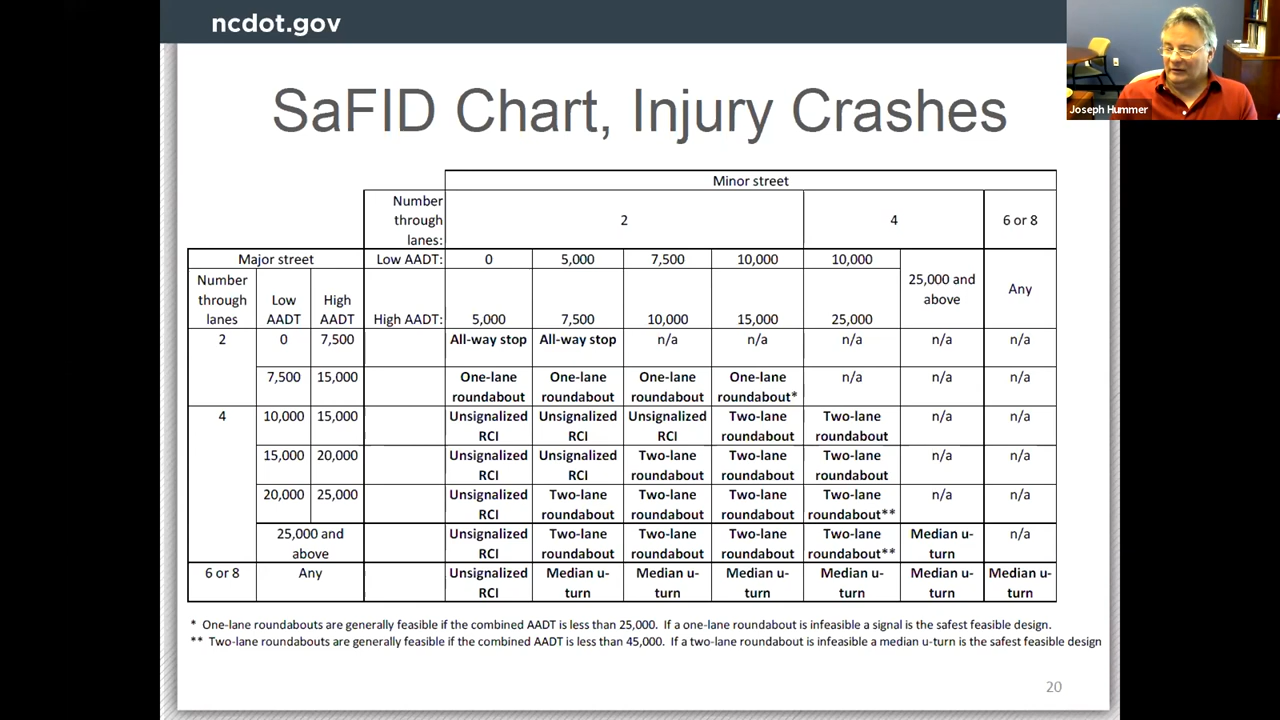 ncdot.gov
Joseph Hummer
SaFID Chart, Injury Crashes
Minor street
Number through lanes: 2 4 6 or 8
Major street Low AADT: 0 5,000 7,500 10,000 10,000 25,000 and above Any
Number through lanes Low AADT High AADT High AADT: 5,000 7,500 10,000 15,000 25,000
2 0 7,500 All-way stop All-way stop n/a n/a n/a n/a n/a
7,500 15,000 One-lane roundabout One-lane roundabout One-lane roundabout One-lane roundabout* n/a n/a n/a
4 10,000 15,000 Unsignalized RCI Unsignalized RCI Unsignalized RCI Two-lane roundabout Two-lane roundabout n/a n/a
15,000 20,000 Unsignalized RCI Unsignalized RCI Two-lane roundabout Two-lane roundabout Two-lane roundabout n/a n/a
20,000 25,000 Unsignalized RCI Two-lane roundabout Two-lane roundabout Two-lane roundabout Two-lane roundabout** n/a n/a
25,000 and above Unsignalized RCI Two-lane roundabout Two-lane roundabout Two-lane roundabout Two-lane roundabout** Median u-turn n/a
6 or 8 Any Unsignalized RCI Median u-turn Median u-turn Median u-turn Median u-turn Median u-turn Median u-turn
* One-lane roundabouts are generally feasible if the combined AADT is less than 25,000. If a one-lane roundabout is infeasible a signal is the safest feasible design.
** Two-lane roundabouts are generally feasible if the combined AADT is less than 45,000. If a two-lane roundabout is infeasible a median u-turn is the safest feasible design
20